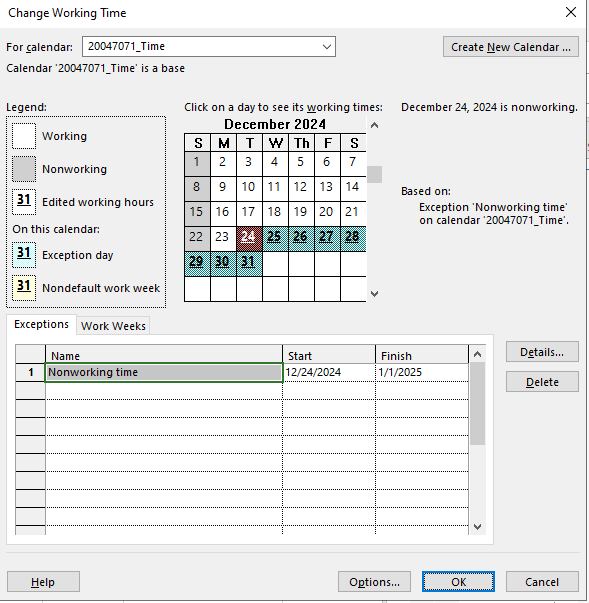 Change Working Time
For calendar: 20047071_Time
Create New Calendar ...
Calendar '20047071_Time' is a base
Legend:
Working
Nonworking
31 Edited working hours
On this calendar:
31 Exception day
31 Nondefault work week
Click on a day to see its working times:
December 2024
S M T W Th F S
1 2 3 4 5 6 7
8 9 10 11 12 13 14
15 16 17 18 19 20 21
22 23 24 25 26 27 28
29 30 31
December 24, 2024 is nonworking.
Based on:
Exception 'Nonworking time'
on calendar '20047071_Time'.
Exceptions Work Weeks
Name Start Finish
1 Nonworking time 12/24/2024 1/1/2025
Details...
Delete
Help Options... OK Cancel